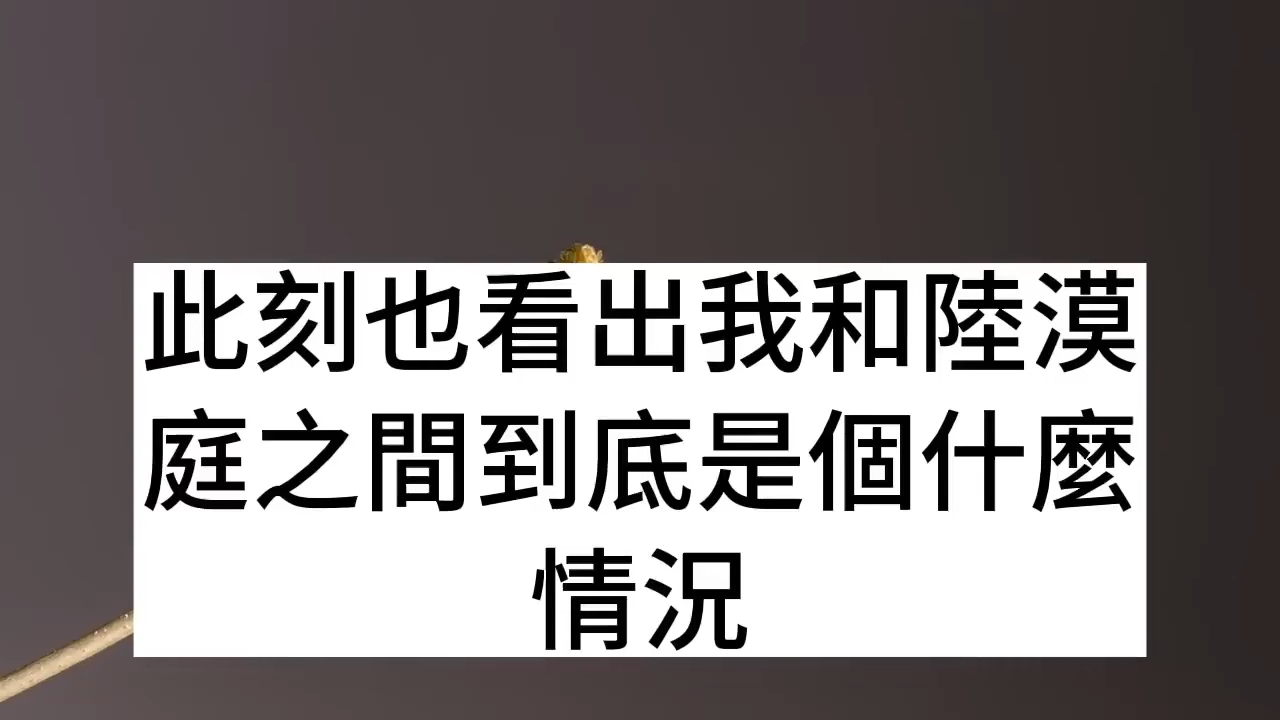 此刻也看出我和陸漠
庭之間到底是個什麼
情況